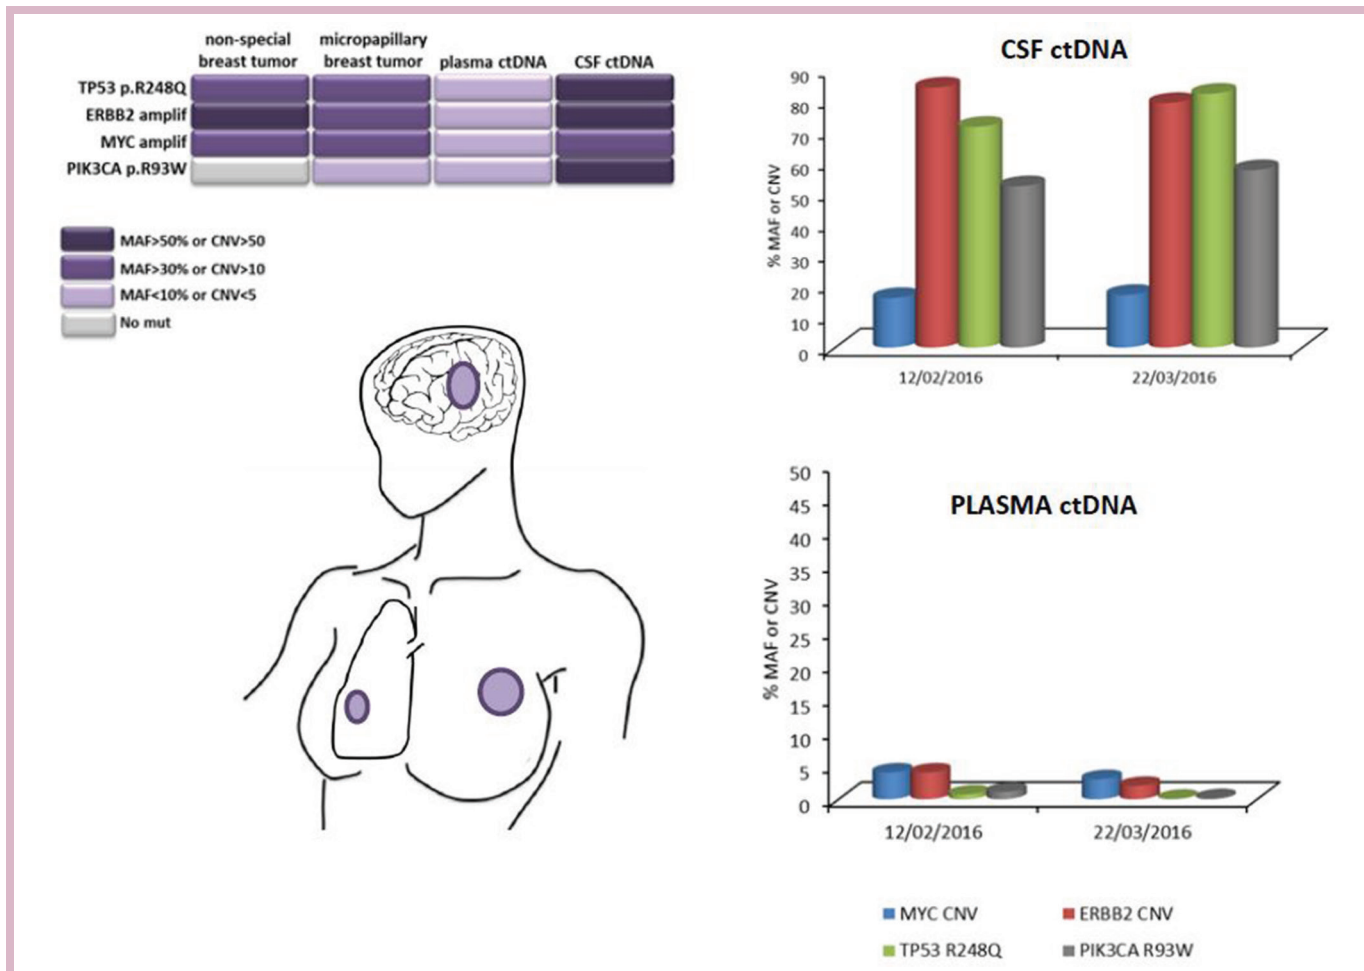 non-special breast tumor
micropapillary breast tumor
plasma ctDNA
CSF ctDNA
TP53 p.R248Q
ERBB2 amplif
MYC amplif
PIK3CA p.R93W
MAF>50% or CNV>50
MAF>30% or CNV>10
MAF<10% or CNV<5
No mut
CSF ctDNA
% MAF or CNV
90
80
70
60
50
40
30
20
10
0
12/02/2016
22/03/2016
PLASMA ctDNA
% MAF or CNV
50
45
40
35
30
25
20
15
10
5
0
12/02/2016
22/03/2016
MYC CNV
ERBB2 CNV
TP53 R248Q
PIK3CA R93W